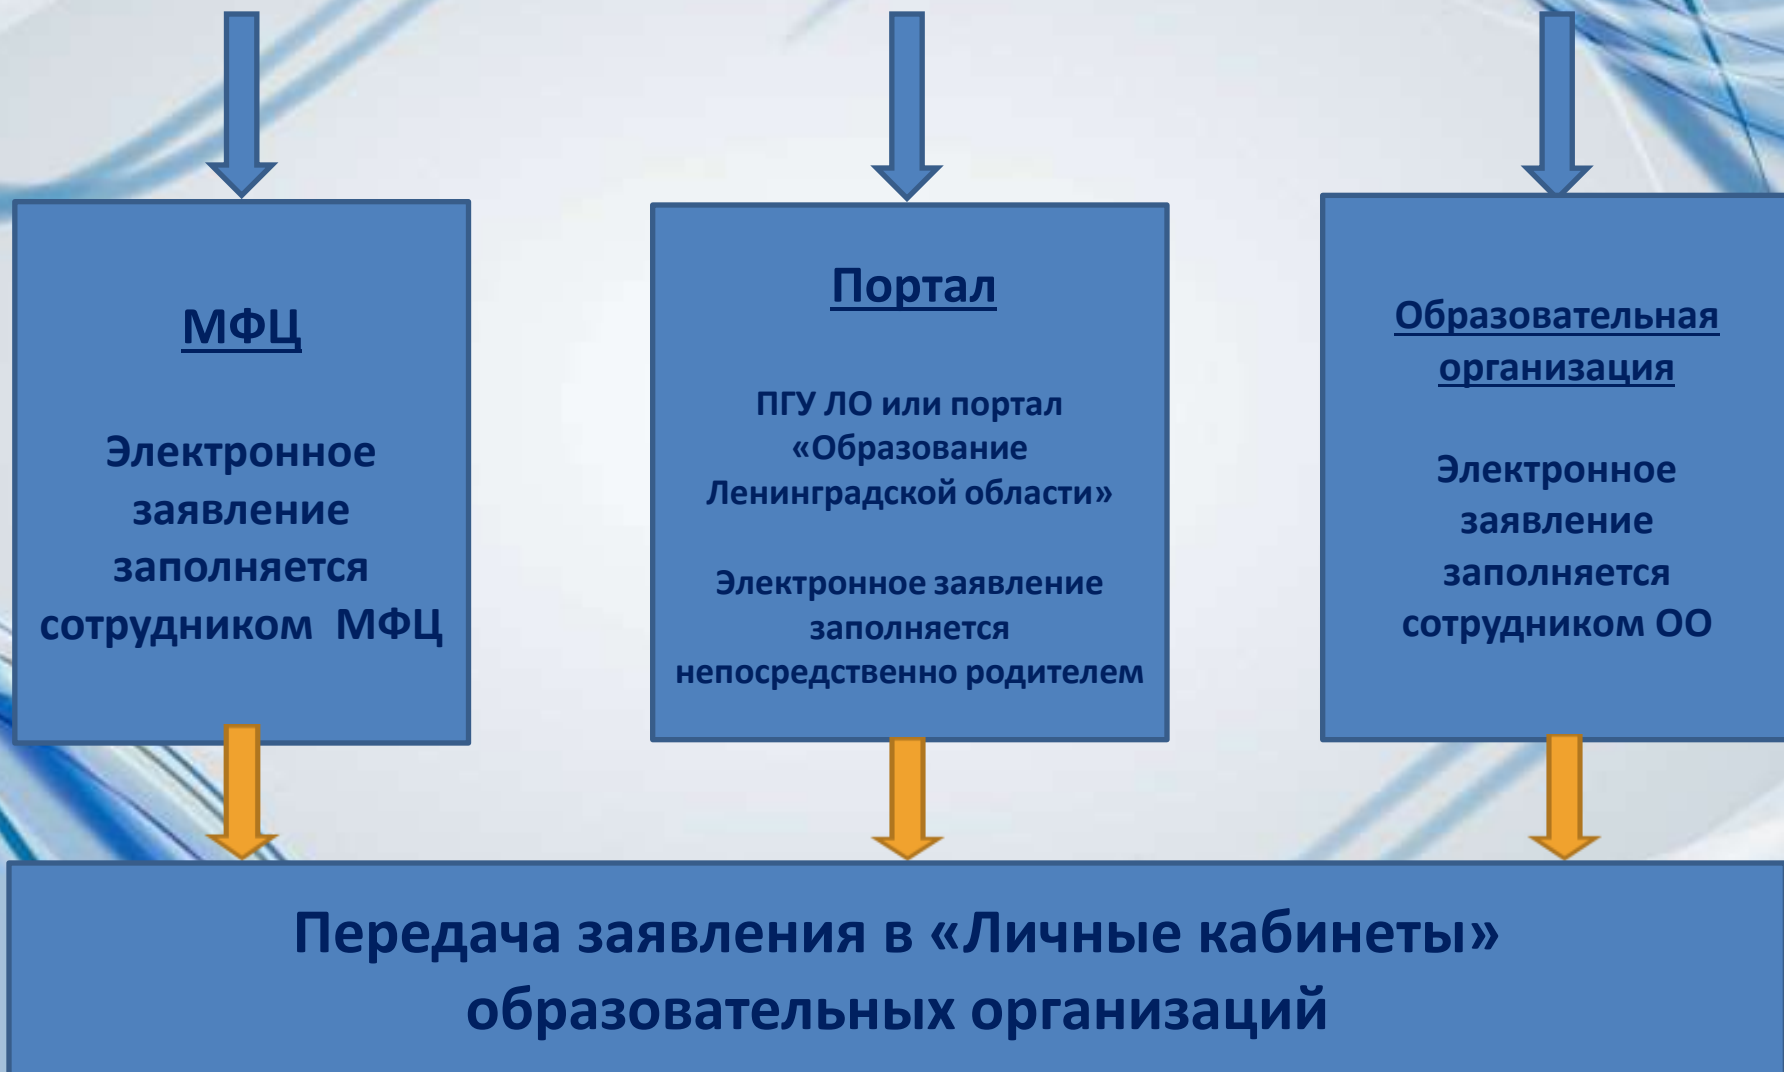 МФЦ
Электронное
заявление
заполняется
сотрудником МФЦ
Портал
ПГУ ЛО или портал
«Образование
Ленинградской области»
Электронное заявление
заполняется
непосредственно родителем
Образовательная
организация
Электронное
заявление
заполняется
сотрудником ОО
Передача заявления в «Личные кабинеты»
образовательных организаций